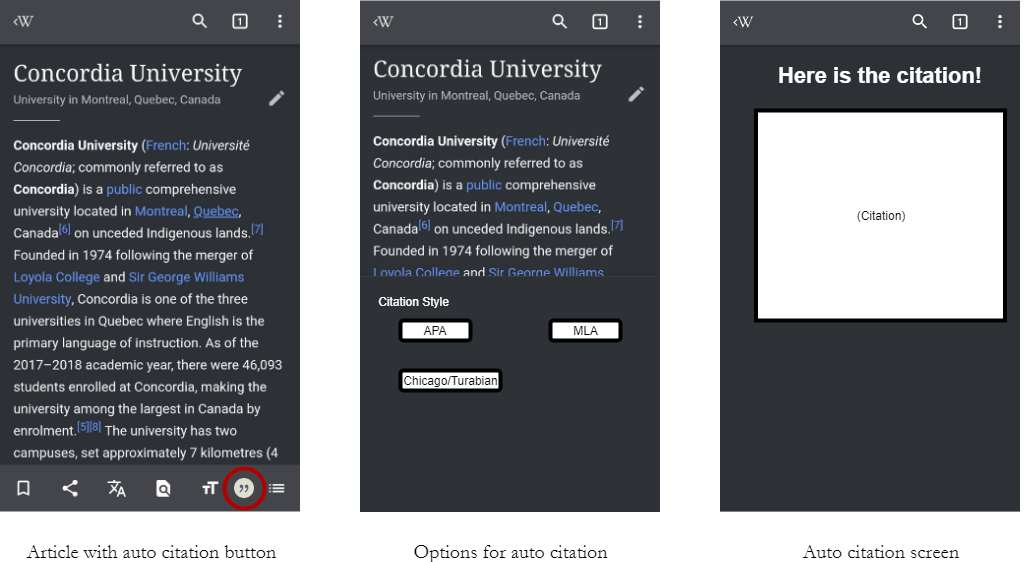 <W
1
Concordia University
University in Montreal, Quebec, Canada
Concordia University (French: Université
Concordia; commonly referred to as
Concordia) is a public comprehensive
university located in Montreal, Quebec,
Canada[6] on unceded Indigenous lands.[7]
Founded in 1974 following the merger of
Loyola College and Sir George Williams
University, Concordia is one of the three
universities in Quebec where English is the
primary language of instruction. As of the
2017–2018 academic year, there were 46,093
students enrolled at Concordia, making the
university among the largest in Canada by
enrolment.[5][8] The university has two
campuses, set approximately 7 kilometres (4
Article with auto citation button
<W
1
Concordia University
University in Montreal, Quebec, Canada
Concordia University (French: Université
Concordia; commonly referred to as
Concordia) is a public comprehensive
university located in Montreal, Quebec,
Canada[6] on unceded Indigenous lands.[7]
Founded in 1974 following the merger of
Loyola College and Sir George Williams
Citation Style
APA
MLA
Chicago/Turabian
Options for auto citation
<W
1
Here is the citation!
(Citation)
Auto citation screen